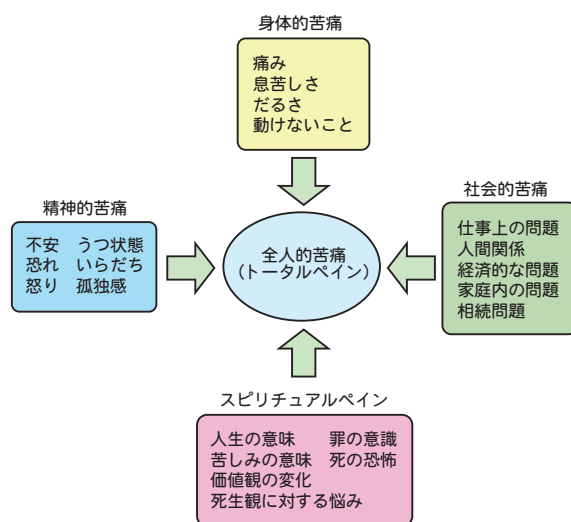 身体的苦痛
痛み
息苦しさ
だるさ
動けないこと
精神的苦痛
不安 うつ状態
恐れ いらだち
怒り 孤独感
全人的苦痛
(トータルペイン)
社会的苦痛
仕事上の問題
人間関係
経済的な問題
家庭内の問題
相続問題
スピリチュアルペイン
人生の意味 罪の意識
苦しみの意味 死の恐怖
価値観の変化
死生観に対する悩み